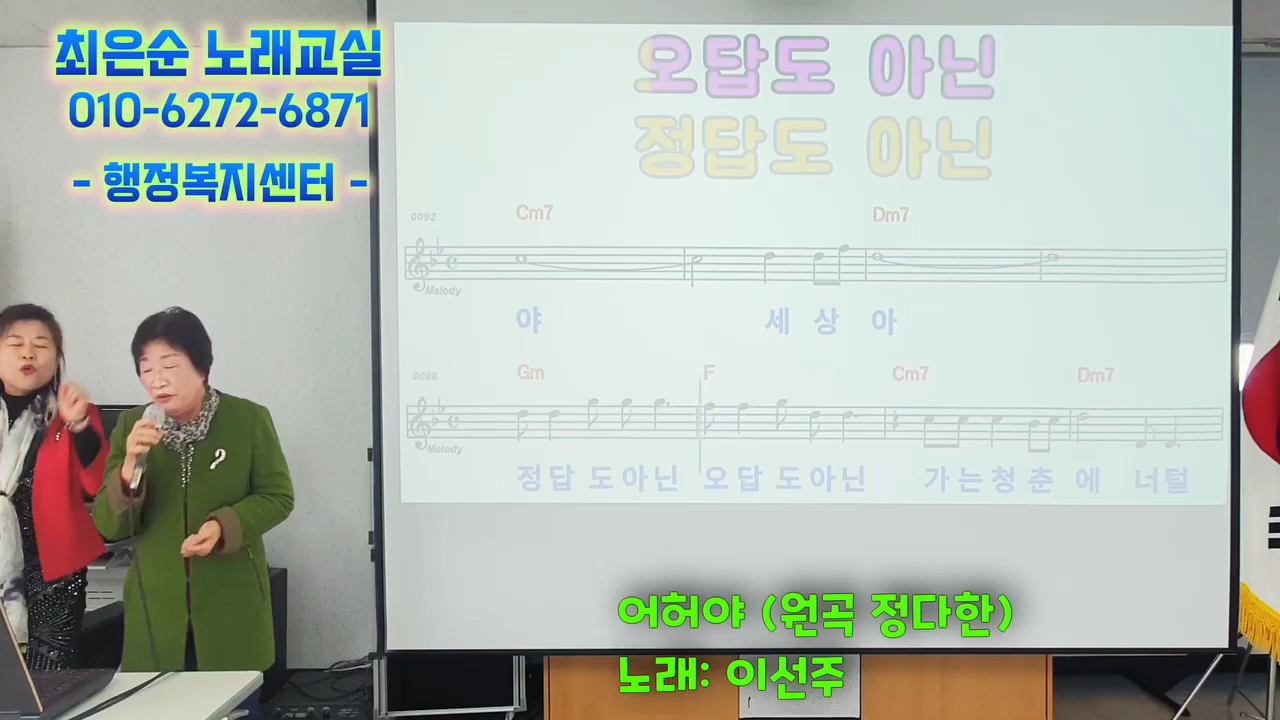 최은순 노래교실
010-6272-6871
- 행정복지센터 -
오답도 아닌
정답도 아닌
0092
Cm7 Dm7
Melody
야 세 상 아
0096
Gm F Cm7 Dm7
Melody
정답 도아닌 오답 도아닌 가는청춘 에 너털
어허야 (원곡 정다한)
노래: 이선주